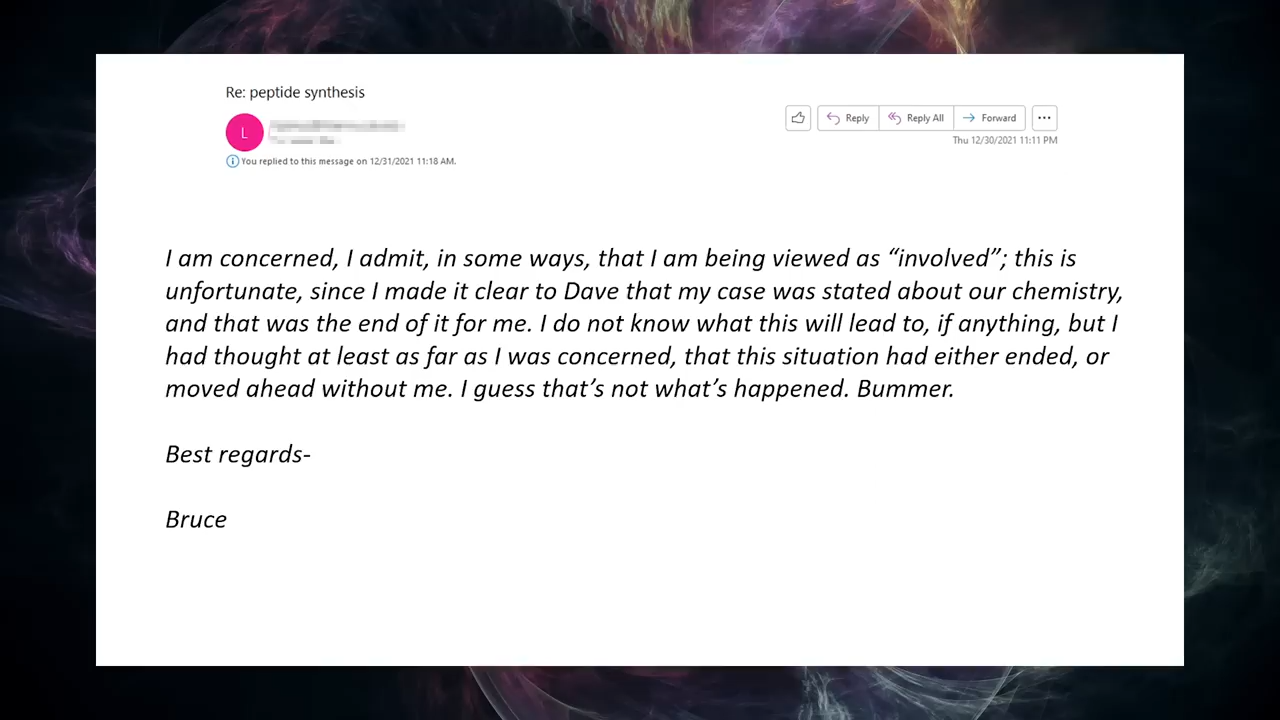 Re: peptide synthesis
L
Reply
Reply All
Forward
Thu 12/30/2021 11:11 PM
You replied to this message on 12/31/2021 11:18 AM.
I am concerned, I admit, in some ways, that I am being viewed as “involved”; this is
unfortunate, since I made it clear to Dave that my case was stated about our chemistry,
and that was the end of it for me. I do not know what this will lead to, if anything, but I
had thought at least as far as I was concerned, that this situation had either ended, or
moved ahead without me. I guess that’s not what’s happened. Bummer.
Best regards-
Bruce